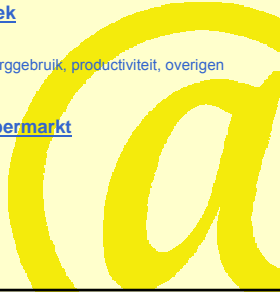 ek
rggebruik, productiviteit, overigen
permarkt
@